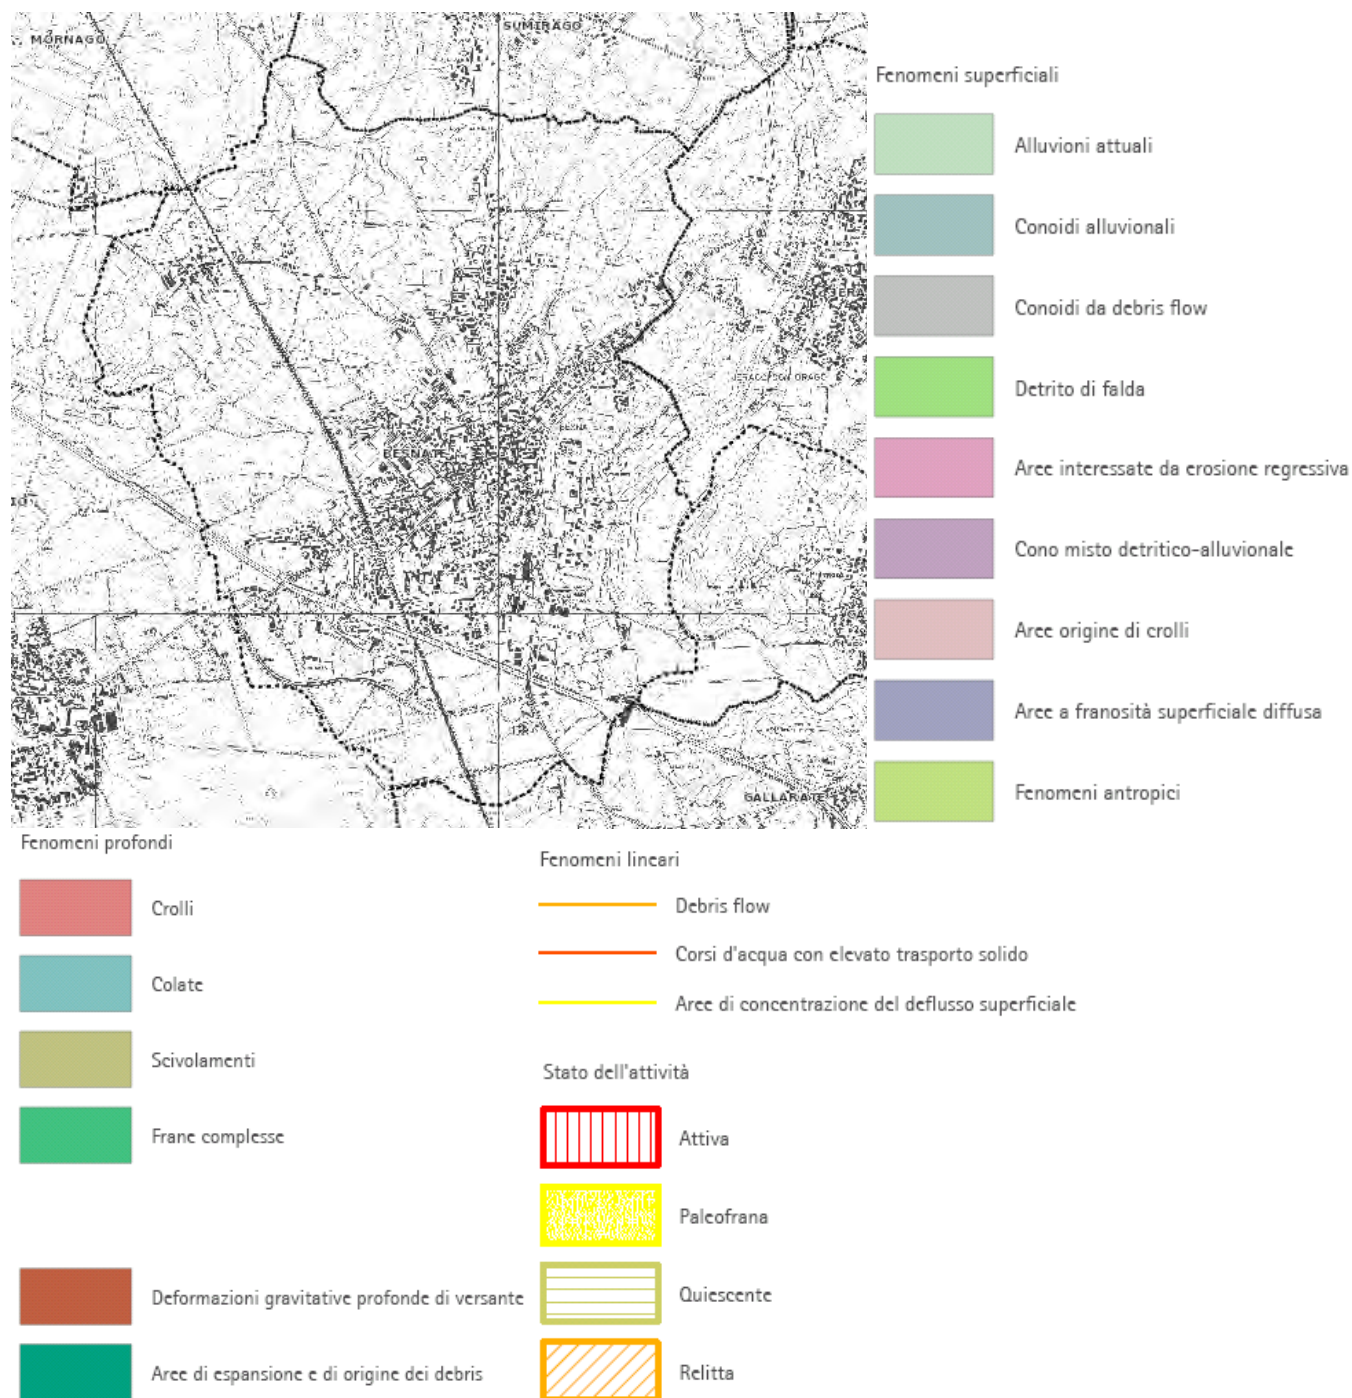 MORNAGO
SUMIRAGO
BESNATE
GALLARATE
Fenomeni superficiali
Alluvioni attuali
Conoidi alluvionali
Conoidi da debris flow
Detrito di falda
Aree interessate da erosione regressiva
Cono misto detritico-alluvionale
Aree origine di crolli
Aree a franosità superficiale diffusa
Fenomeni antropici
Fenomeni profondi
Crolli
Colate
Scivolamenti
Frane complesse
Deformazioni gravitative profonde di versante
Aree di espansione e di origine dei debris
Fenomeni lineari
Debris flow
Corsi d'acqua con elevato trasporto solido
Aree di concentrazione del deflusso superficiale
Stato dell'attività
Attiva
Paleofrana
Quiescente
Relitta